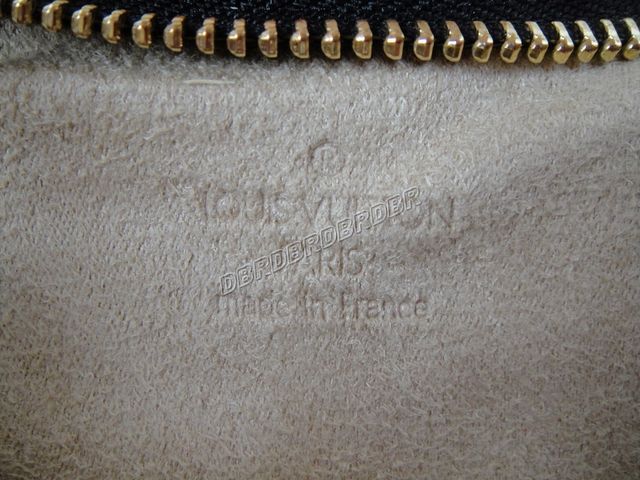 ®
LOUIS VUITTON
PARIS
made in France
DBRDBRDBRDBR